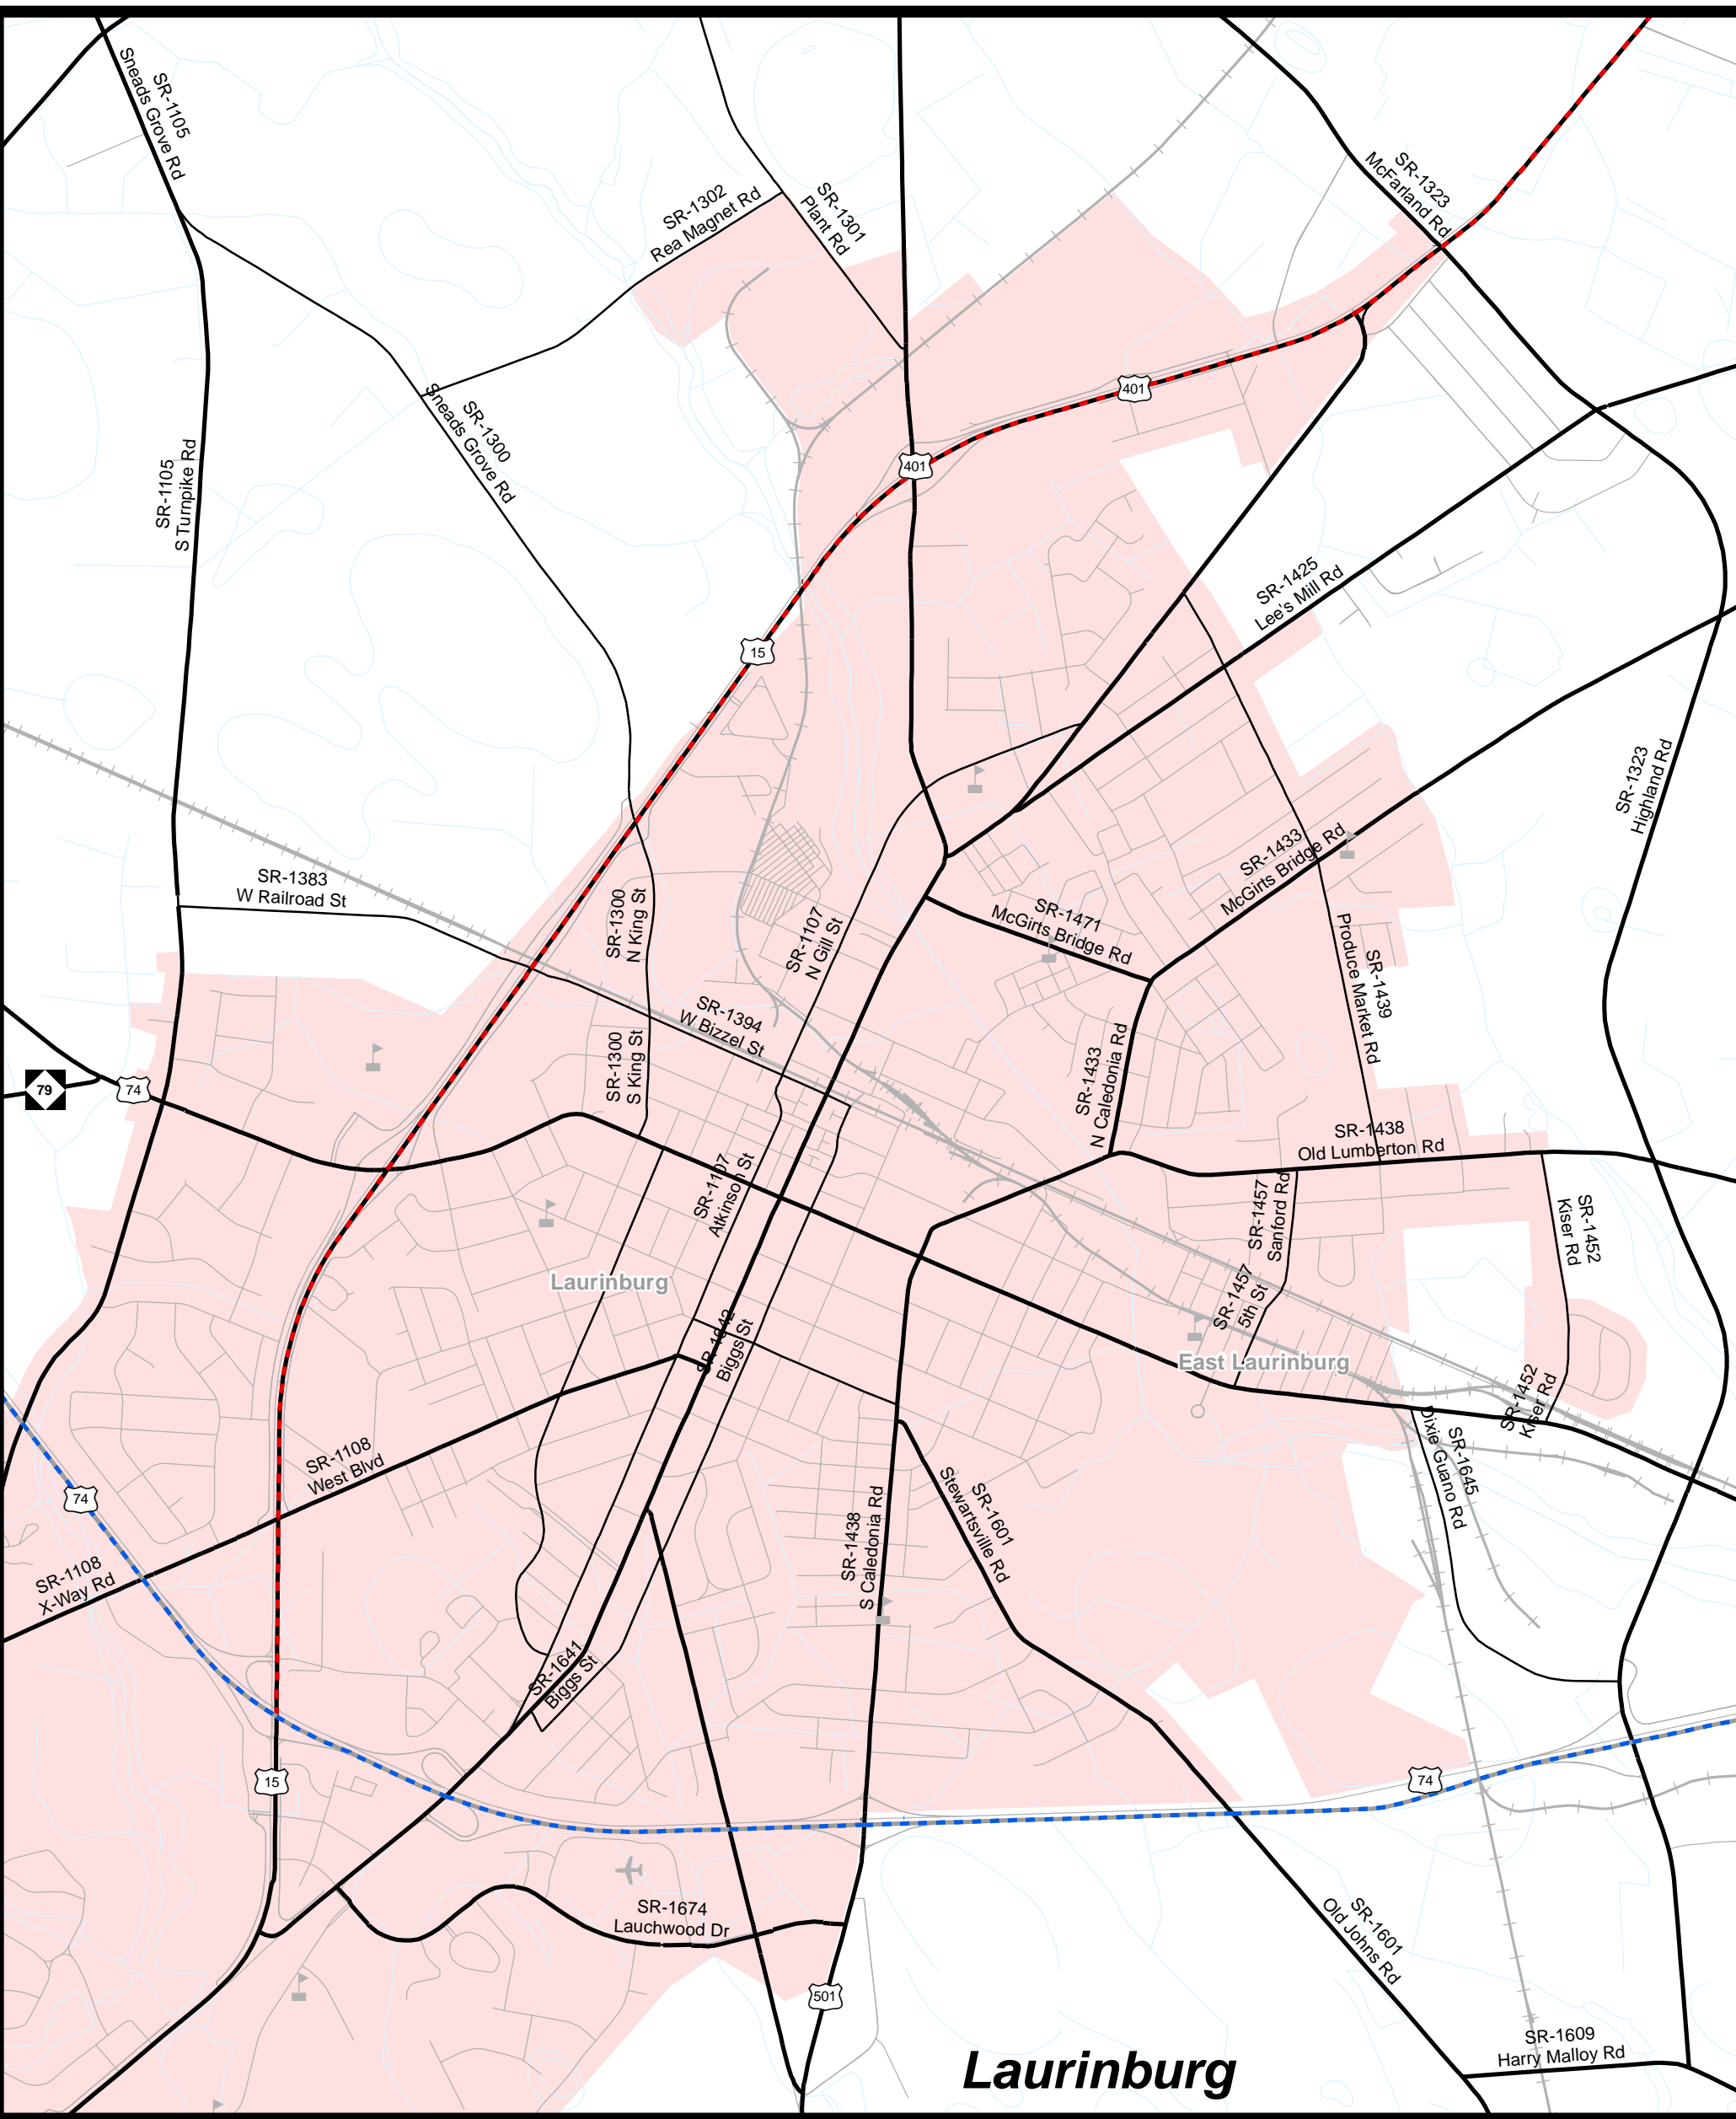 SR-1105
Sneads Grove Rd
SR-1302
Rea Magnet Rd
SR-1301
Plant Rd
SR-1323
McFarland Rd
401
SR-1300
Sneads Grove Rd
401
SR-1105
S Turnpike Rd
SR-1425
Lee's Mill Rd
15
SR-1323
Highland Rd
SR-1383
W Railroad St
SR-1300
N King St
SR-1107
N Gill St
SR-1471
McGirts Bridge Rd
SR-1433
McGirts Bridge Rd
SR-1439
Produce Market Rd
SR-1394
W Bizzel St
SR-1300
S King St
SR-1433
N Caledonia Rd
79
74
SR-1438
Old Lumberton Rd
SR-1107
Atkinson St
SR-1457
Sanford Rd
SR-1452
Kiser Rd
Laurinburg
SR-1457
5th St
SR-1642
Biggs St
East Laurinburg
SR-1452
Kiser Rd
SR-1108
West Blvd
SR-1645
Dixie Guano Rd
74
SR-1438
S Caledonia Rd
SR-1601
Stewartsville Rd
SR-1108
X-Way Rd
SR-1641
Biggs St
15
74
SR-1674
Lauchwood Dr
SR-1601
Old Johns Rd
501
SR-1609
Harry Malloy Rd
Laurinburg